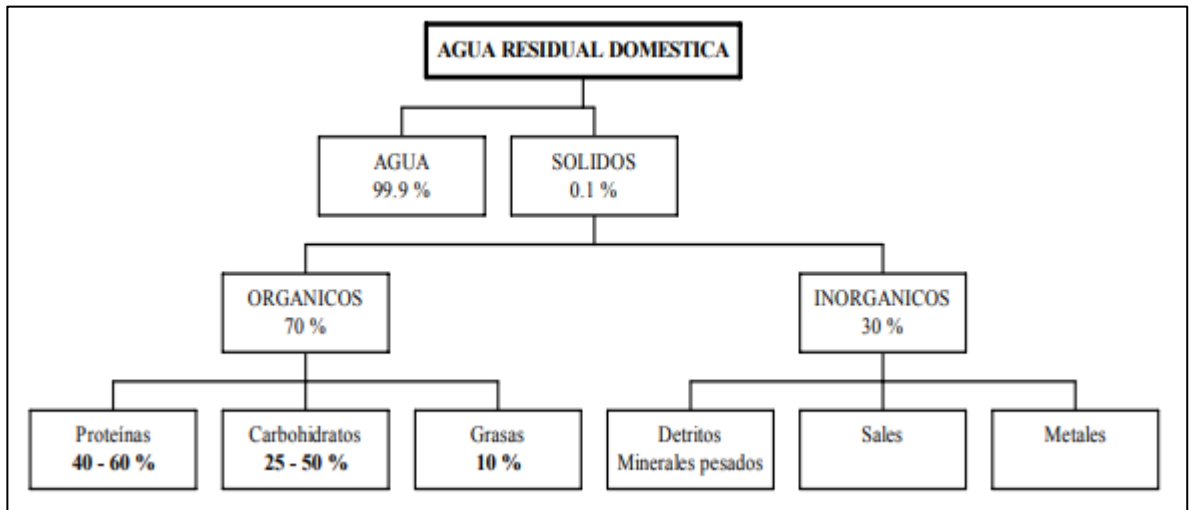 AGUA RESIDUAL DOMESTICA
AGUA
99.9 %
SOLIDOS
0.1 %
ORGANICOS
70 %
INORGANICOS
30 %
Proteínas
40 - 60 %
Carbohidratos
25 - 50 %
Grasas
10 %
Detritos
Minerales pesados
Sales
Metales